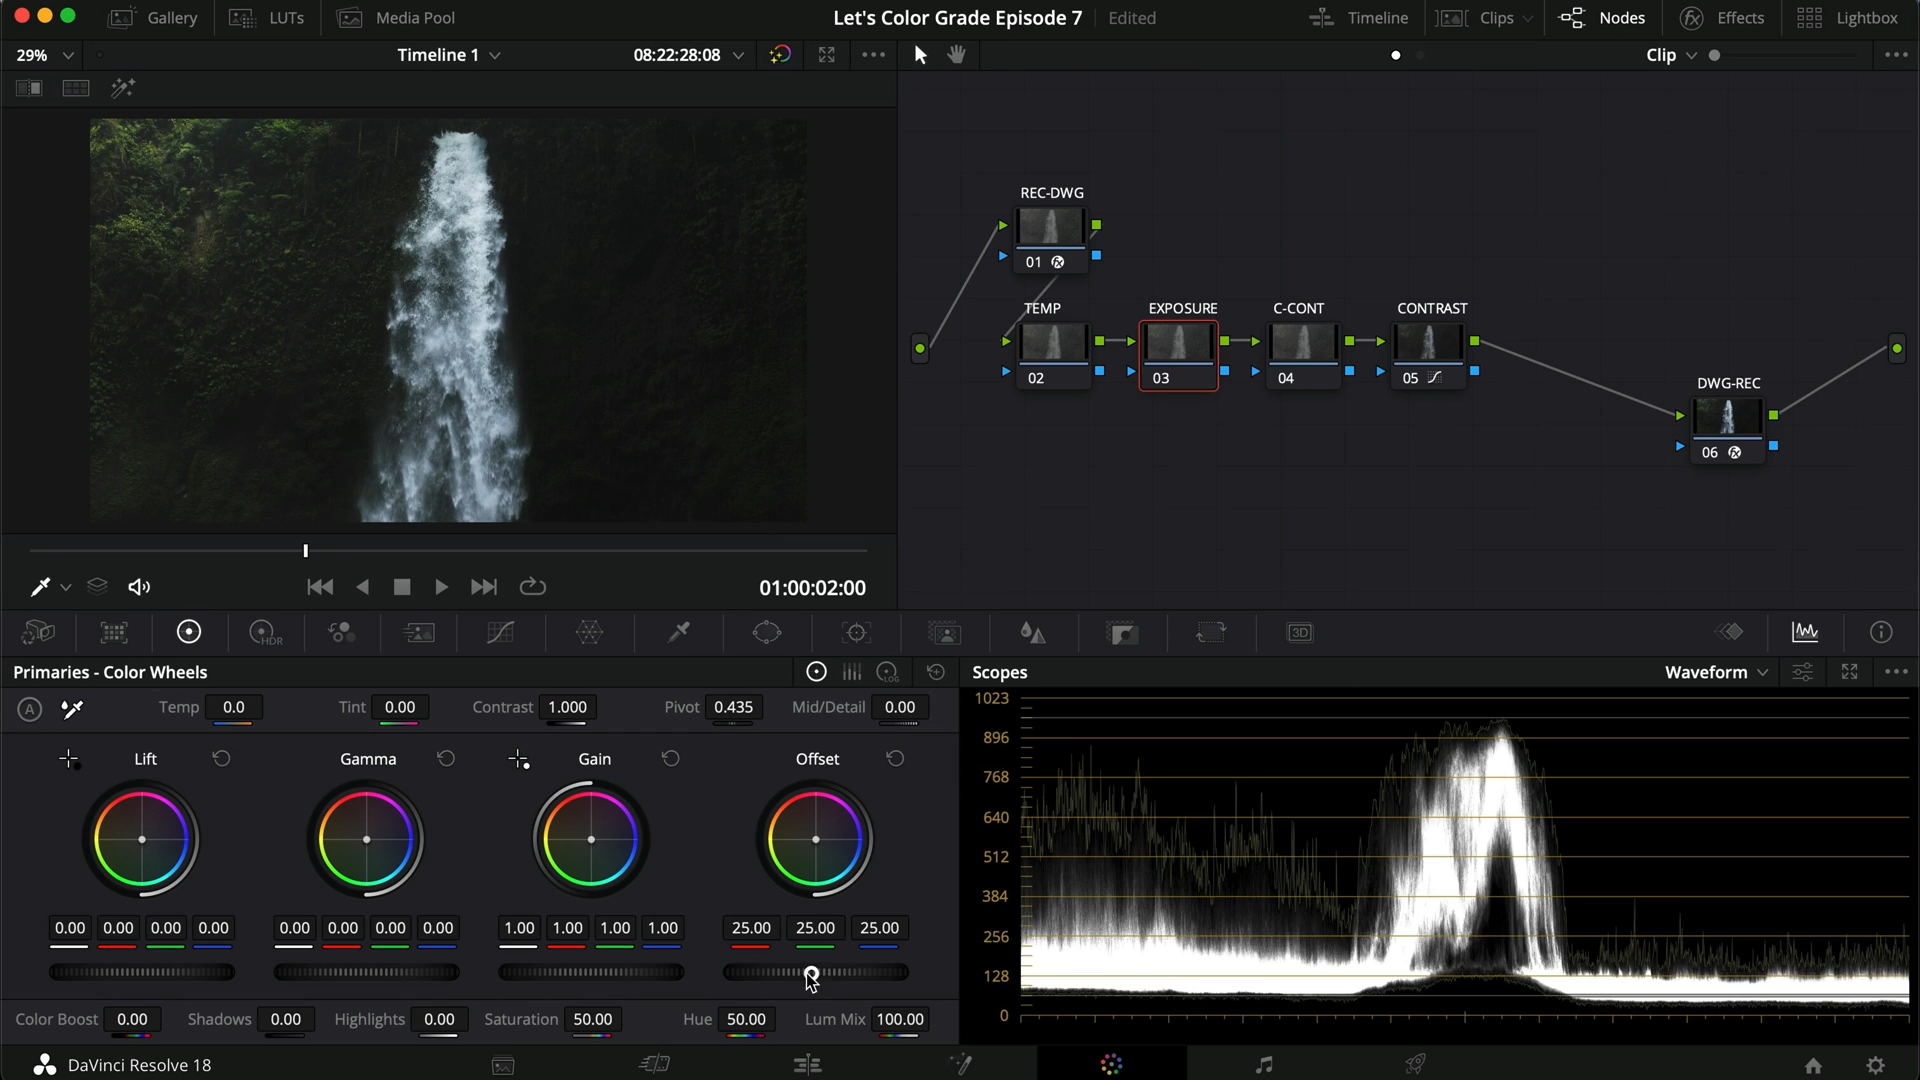 Gallery LUTs Media Pool Let's Color Grade Episode 7 Edited Timeline Clips Nodes Effects Lightbox
29% Timeline 1 08:22:28:08 Clip
REC-DWG
01
TEMP EXPOSURE C-CONT CONTRAST
02 03 04 05
DWG-REC
06
01:00:02:00
HDR 3D
Primaries - Color Wheels LOG Scopes Waveform
A Temp 0.0 Tint 0.00 Contrast 1.000 Pivot 0.435 Mid/Detail 0.00
Lift Gamma Gain Offset
0.00 0.00 0.00 0.00 0.00 0.00 0.00 0.00 1.00 1.00 1.00 1.00 25.00 25.00 25.00
Color Boost 0.00 Shadows 0.00 Highlights 0.00 Saturation 50.00 Hue 50.00 Lum Mix 100.00
1023
896
768
640
512
384
256
128
0
DaVinci Resolve 18